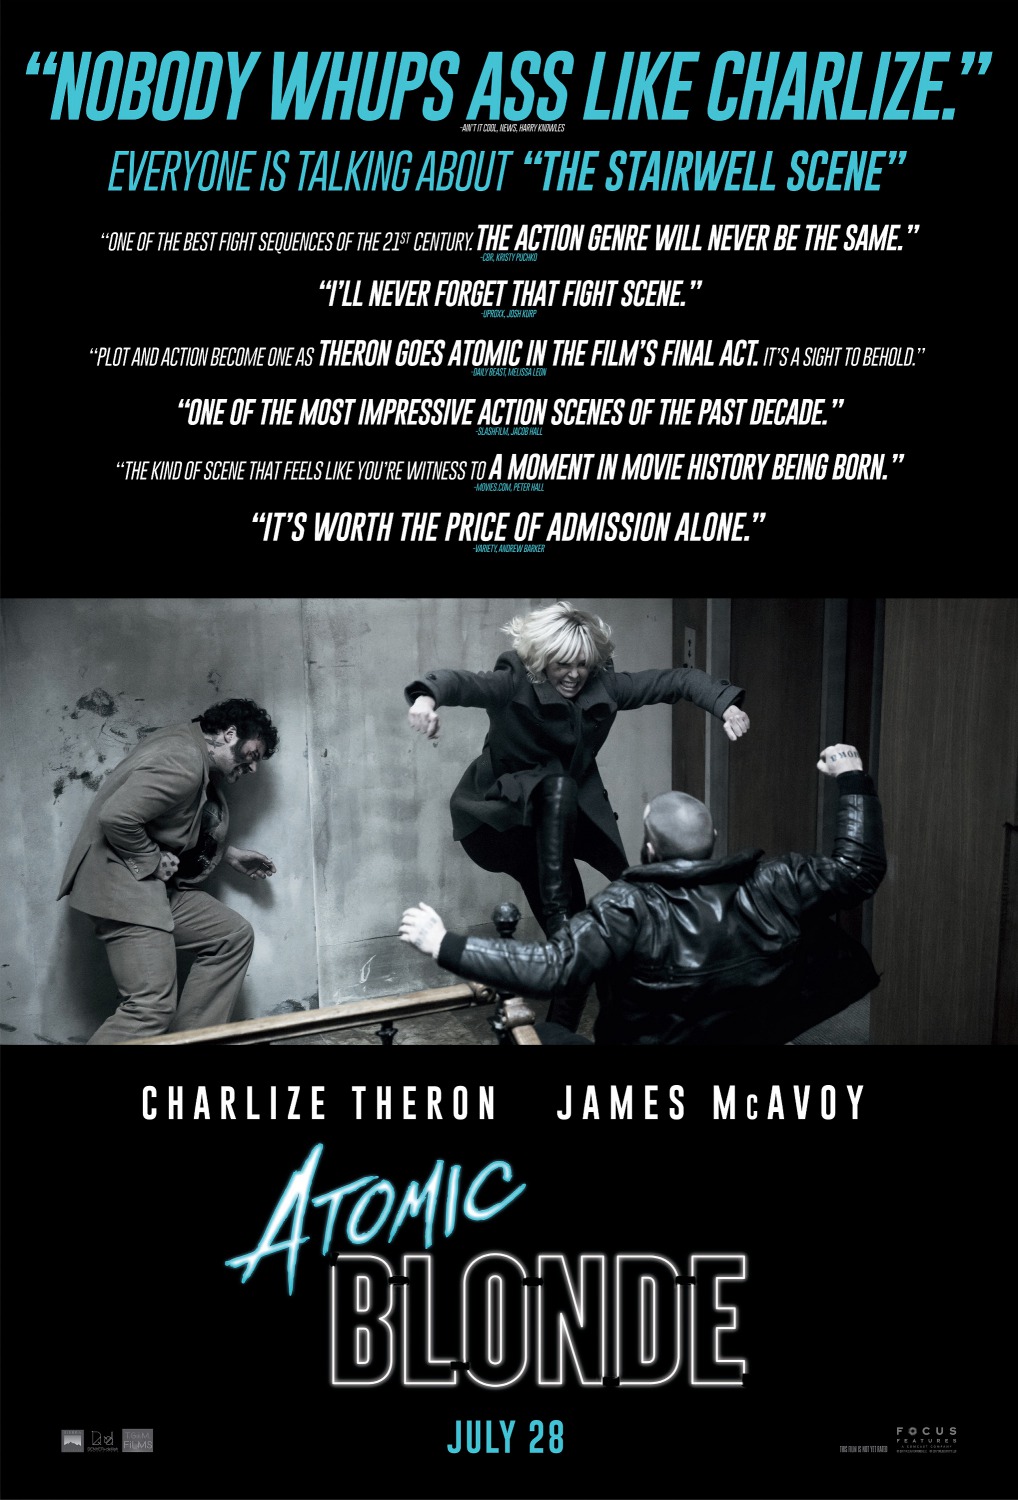 “NOBODY WHUPS ASS LIKE CHARLIZE.”
-AIN'T IT COOL, NEWS, HARRY KNOWLES
EVERYONE IS TALKING ABOUT “THE STAIRWELL SCENE”
“ONE OF THE BEST FIGHT SEQUENCES OF THE 21ST CENTURY. THE ACTION GENRE WILL NEVER BE THE SAME.”
-CBR, KRISTY PUCHKO
“I’LL NEVER FORGET THAT FIGHT SCENE.”
-UPROXX, JOSH KURP
“PLOT AND ACTION BECOME ONE AS THERON GOES ATOMIC IN THE FILM’S FINAL ACT. IT’S A SIGHT TO BEHOLD.”
-DAILY BEAST, MELISSA LEON
“ONE OF THE MOST IMPRESSIVE ACTION SCENES OF THE PAST DECADE.”
-SLASHFILM, JACOB HALL
“THE KIND OF SCENE THAT FEELS LIKE YOU’RE WITNESS TO A MOMENT IN MOVIE HISTORY BEING BORN.”
-MOVIES.COM, PETER HALL
“IT’S WORTH THE PRICE OF ADMISSION ALONE.”
-VARIETY, ANDREW BARKER
CHARLIZE THERON JAMES McAVOY
ATOMIC
BLONDE
JULY 28
FILMS
THIS FILM IS NOT YET RATED
FOCUS
FEATURES
A COMCAST COMPANY